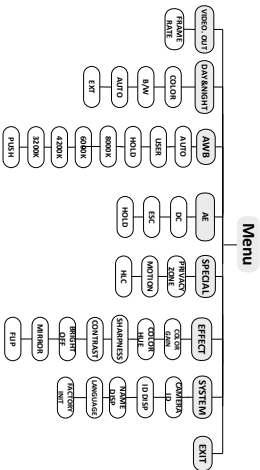 Menu
VIDEO. OUT
FRAME
RATE
DAY&NIGHT
COLOR
B/W
AUTO
EXT
AWB
AUTO
USER
HOLD
8000K
6000K
4200K
3200K
PUSH
AE
DC
ESC
HOLD
SPECIAL
PRIVACY
ZONE
MOTION
HLC
EFFECT
COLOR
GAIN
COLOR
HUE
SHARPNESS
CONTRAST
BRIGHT
OFF
MIRROR
FLIP
SYSTEM
CAMERA
ID
ID DISP
NAME
DISP
LANGUAGE
FACTORY
INIT
EXIT